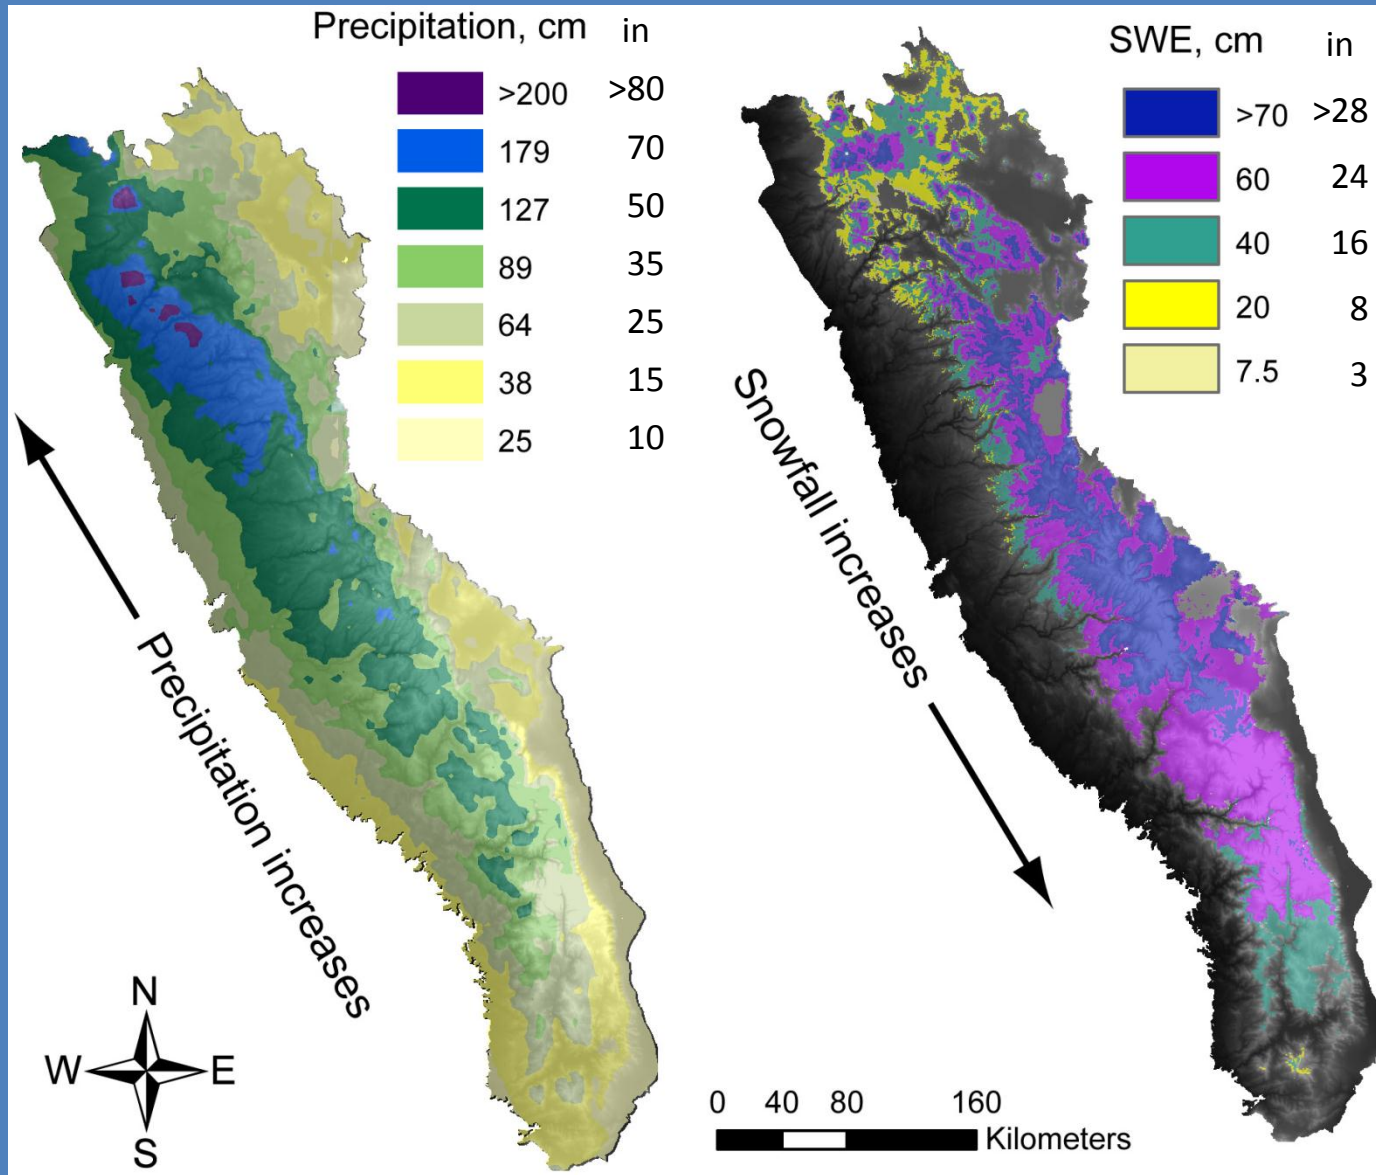 Precipitation, cm in
>200 >80
179 70
127 50
89 35
64 25
38 15
25 10
Precipitation increases
N
W E
S
SWE, cm in
>70 >28
60 24
40 16
20 8
7.5 3
Snowfall increases
0 40 80 160
Kilometers